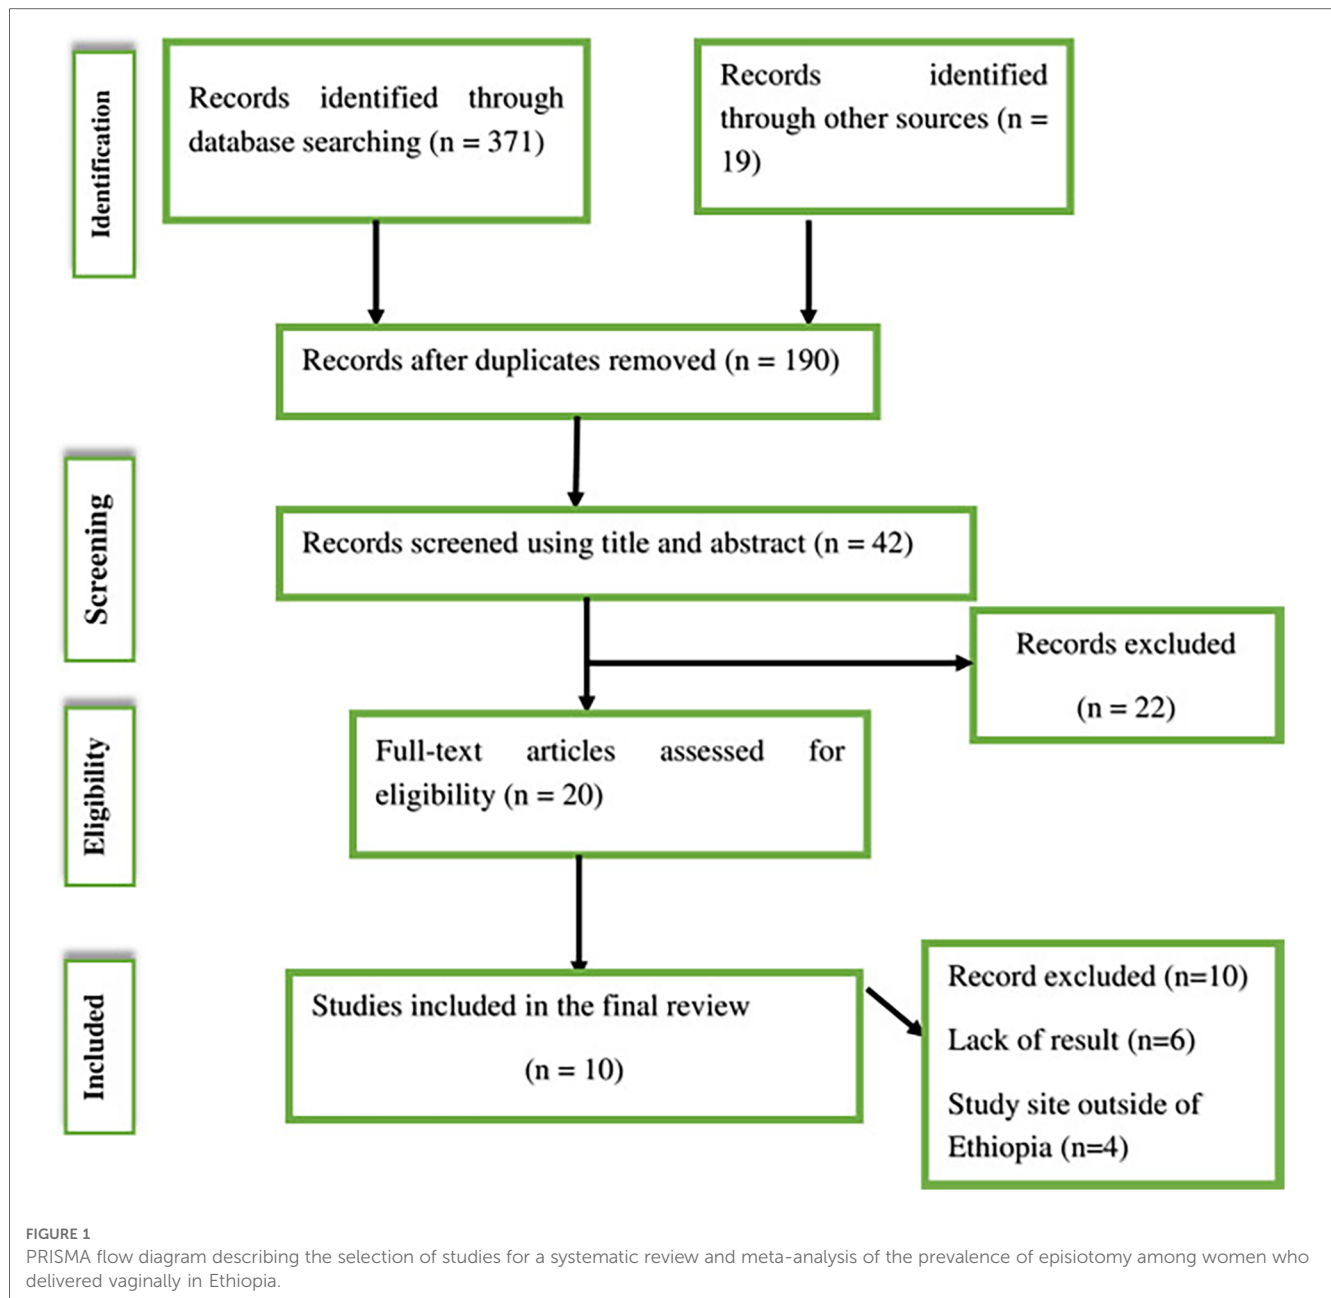 Identification
Records identified through
database searching (n = 371)
Records identified
through other sources (n =
19)
Records after duplicates removed (n = 190)
Screening
Records screened using title and abstract (n = 42)
Records excluded
(n = 22)
Eligibility
Full-text articles assessed for
eligibility (n = 20)
Included
Studies included in the final review
(n = 10)
Record excluded (n=10)
Lack of result (n=6)
Study site outside of
Ethiopia (n=4)
FIGURE 1
PRISMA flow diagram describing the selection of studies for a systematic review and meta-analysis of the prevalence of episiotomy among women who
delivered vaginally in Ethiopia.